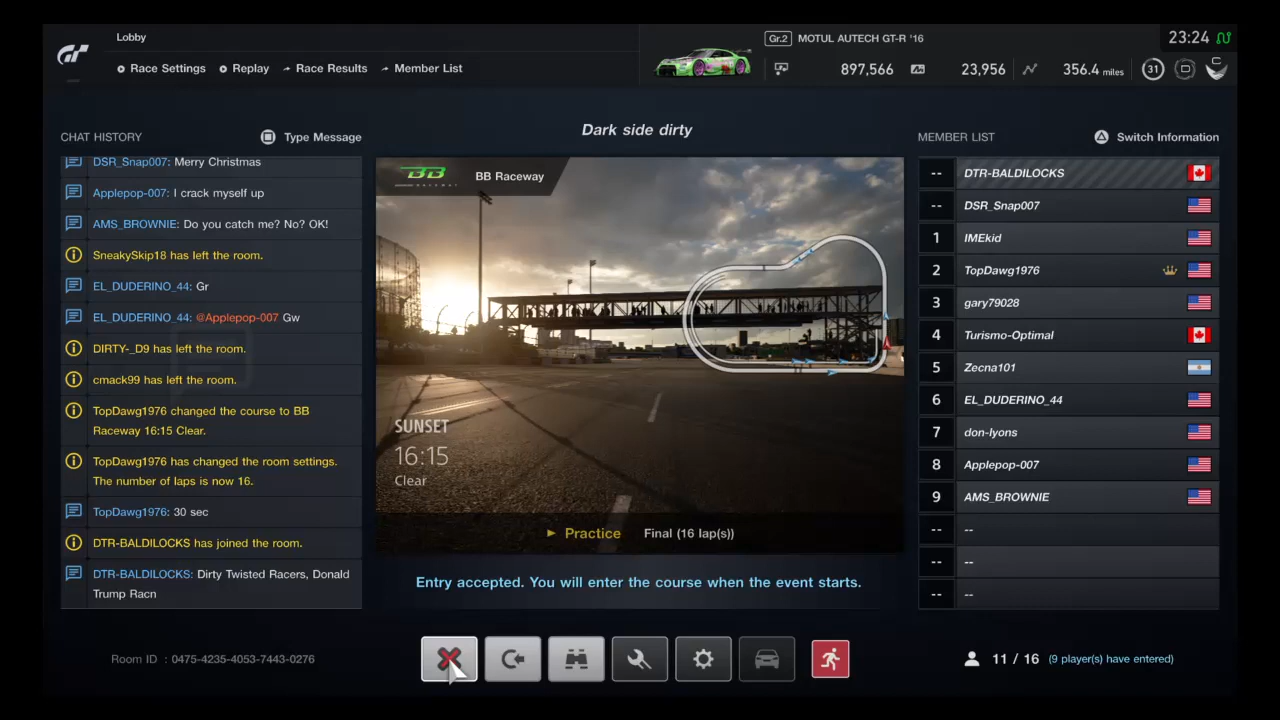 Lobby
Race Settings
Replay
Race Results
Member List
Gr.2 MOTUL AUTECH GT-R '16
23:24
897,566
23,956
356.4 miles
31
CHAT HISTORY
Type Message
Dark side dirty
MEMBER LIST
Switch Information
DSR_Snap007: Merry Christmas
Applepop-007: I crack myself up
AMS_BROWNIE: Do you catch me? No? OK!
SneakySkip18 has left the room.
EL_DUDERINO_44: Gr
EL_DUDERINO_44: @Applepop-007 Gw
DIRTY-_D9 has left the room.
cmack99 has left the room.
TopDawg1976 changed the course to BB
Raceway 16:15 Clear.
TopDawg1976 has changed the room settings.
The number of laps is now 16.
TopDawg1976: 30 sec
DTR-BALDILOCKS has joined the room.
DTR-BALDILOCKS: Dirty Twisted Racers, Donald
Trump Racn
BB
BB Raceway
SUNSET
16:15
Clear
Practice
Final (16 lap(s))
Entry accepted. You will enter the course when the event starts.
-- DTR-BALDILOCKS
-- DSR_Snap007
1 IMEkid
2 TopDawg1976
3 gary79028
4 Turismo-Optimal
5 Zecna101
6 EL_DUDERINO_44
7 don-lyons
8 Applepop-007
9 AMS_BROWNIE
-- --
-- --
-- --
Room ID : 0475-4235-4053-7443-0276
11 / 16 (9 player(s) have entered)